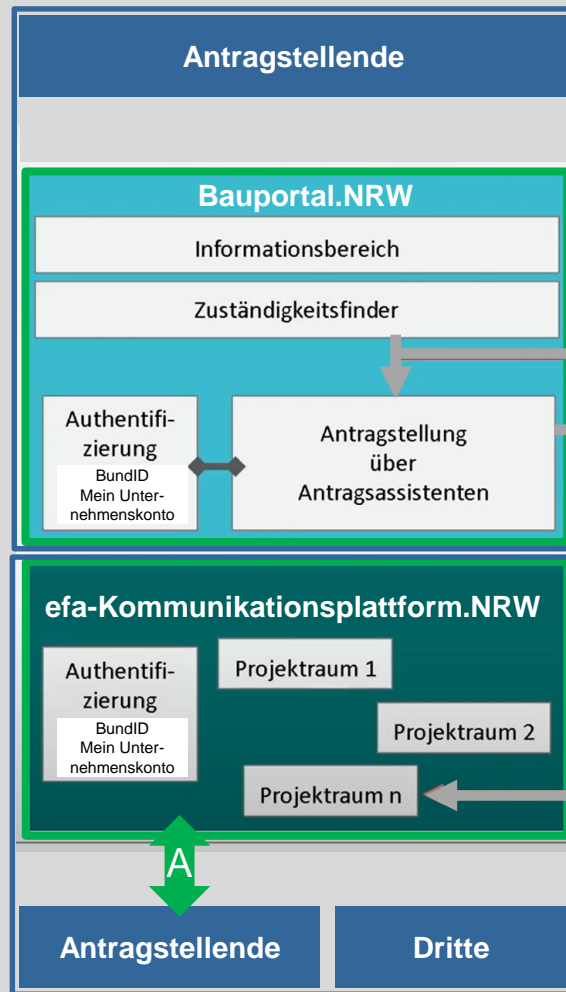 Antragstellende
Bauportal.NRW
Informationsbereich
Zuständigkeitsfinder
Authentifi-
zierung
BundID
Mein Unter-
nehmenskonto
Antragstellung
über
Antragsassistenten
efa-Kommunikationsplattform.NRW
Authentifi-
zierung
BundID
Mein Unter-
nehmenskonto
Projektraum 1
Projektraum 2
Projektraum n
A
Antragstellende
Dritte